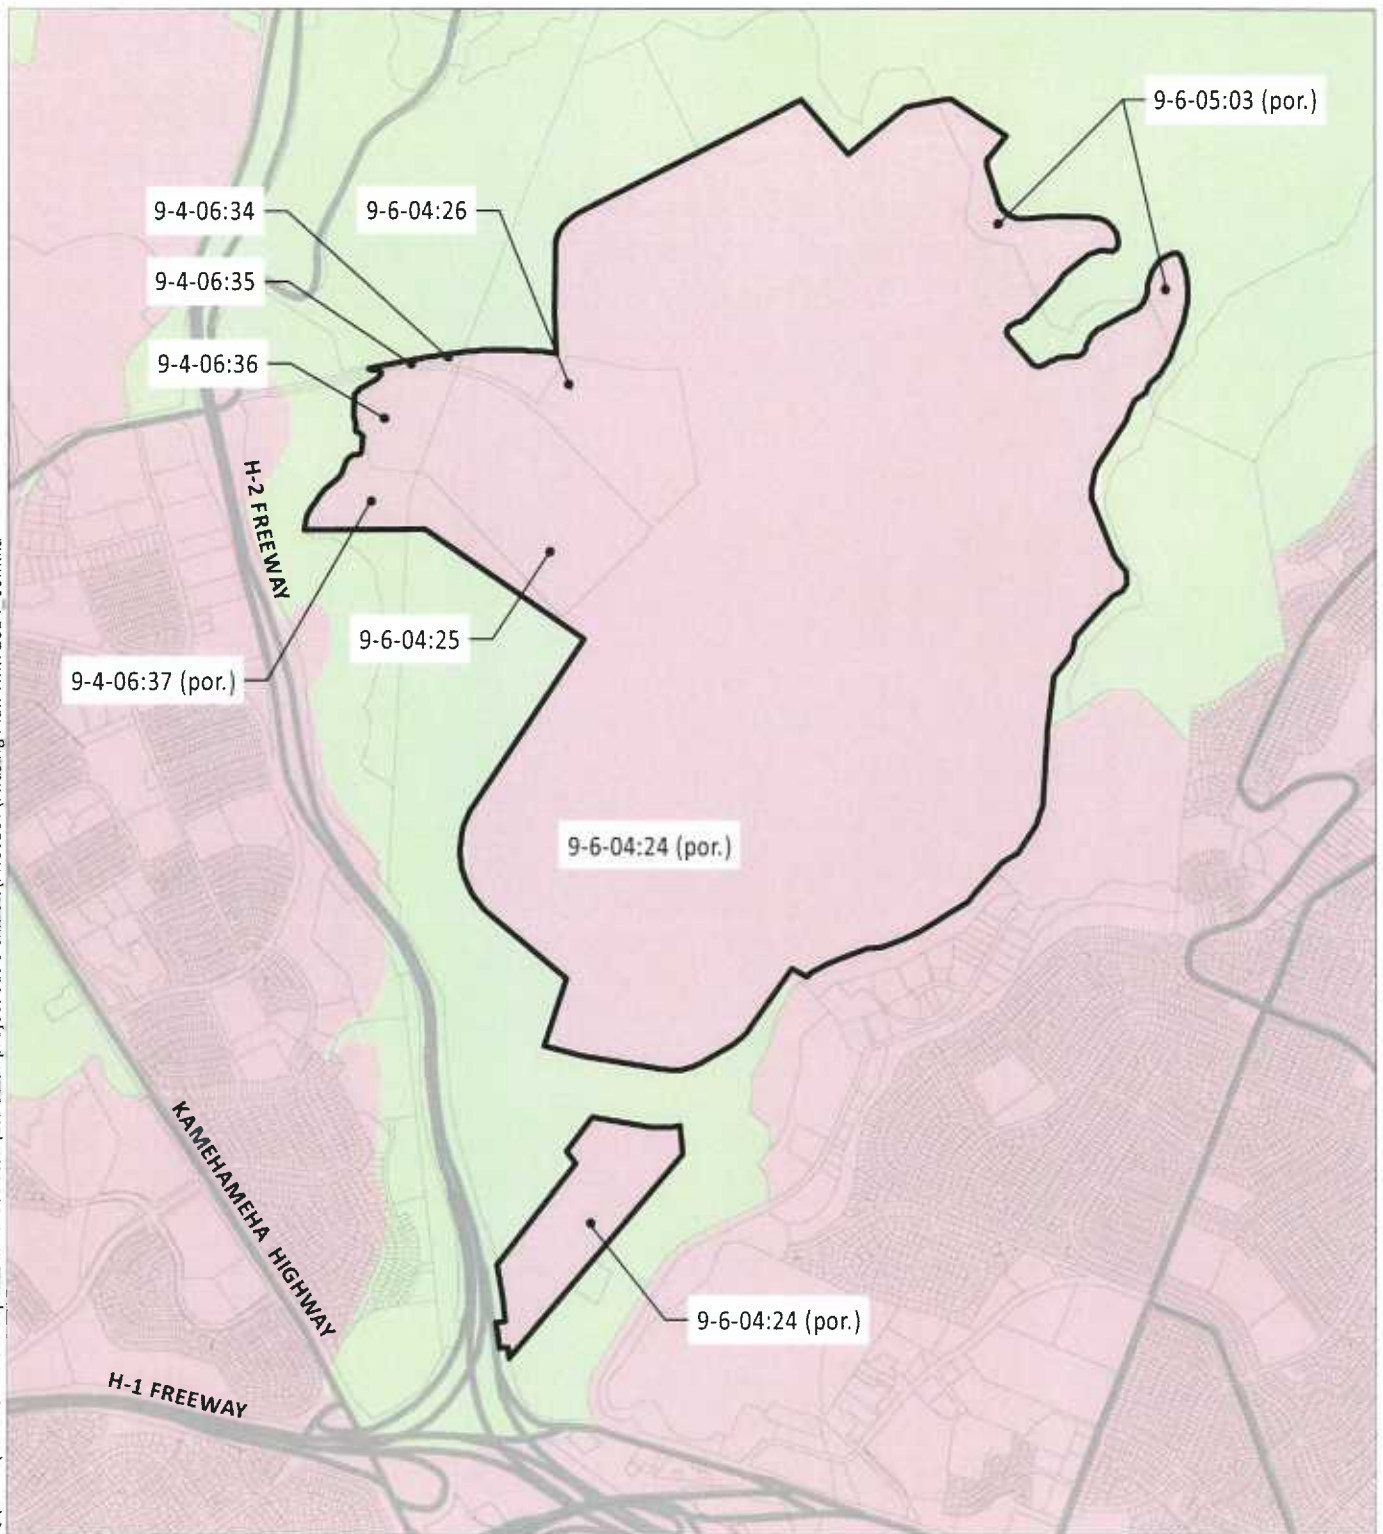 9-6-05:03 (por.)
9-4-06:34
9-6-04:26
9-4-06:35
9-4-06:36
H-2 FREEWAY
9-6-04:25
9-4-06:37 (por.)
9-6-04:24 (por.)
KAMEHAMEHA HIGHWAY
9-6-04:24 (por.)
H-1 FREEWAY